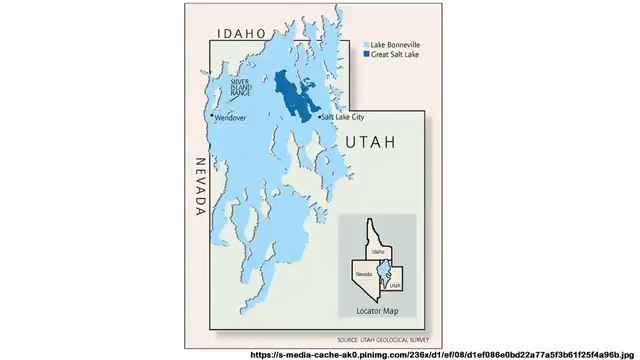 IDAHO
Lake Bonneville
Great Salt Lake
SILVER
ISLAND
RANGE
Wendover
Salt Lake City
UTAH
NEVADA
Idaho
Nevada
Utah
Locator Map
SOURCE: UTAH GEOLOGICAL SURVEY
https://s-media-cache-ak0.pinimg.com/236x/d1/ef/08/d1ef086e0bd22a77a5f3b61f25f4a96b.jpg